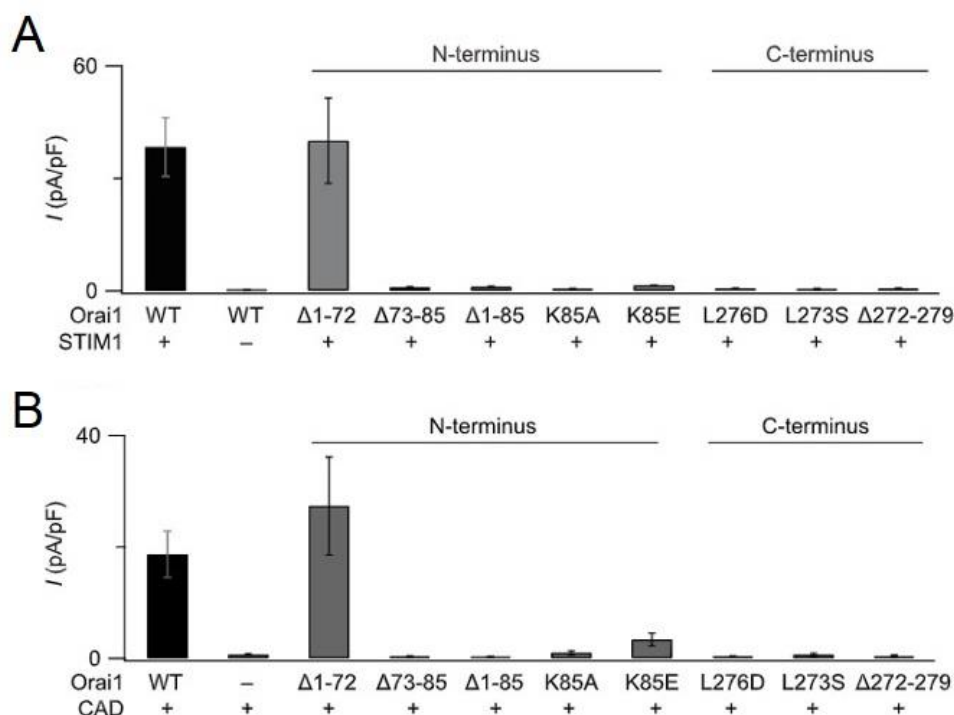 A
N-terminus C-terminus
60
I (pA/pF)
0
Orai1 WT WT Δ1-72 Δ73-85 Δ1-85 K85A K85E L276D L273S Δ272-279
STIM1 + – + + + + + + + +
B
40
N-terminus C-terminus
I (pA/pF)
0
Orai1 WT – Δ1-72 Δ73-85 Δ1-85 K85A K85E L276D L273S Δ272-279
CAD + + + + + + + + + +